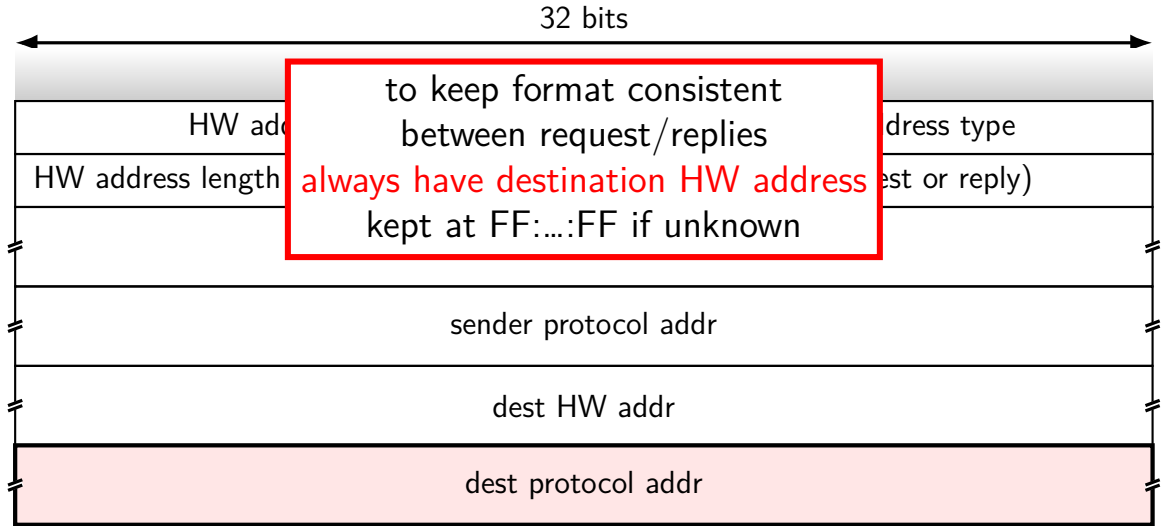 32 bits
to keep format consistent
between request/replies
always have destination HW address
kept at FF:…:FF if unknown
HW dress type
HW address length est or reply)
sender protocol addr
dest HW addr
dest protocol addr